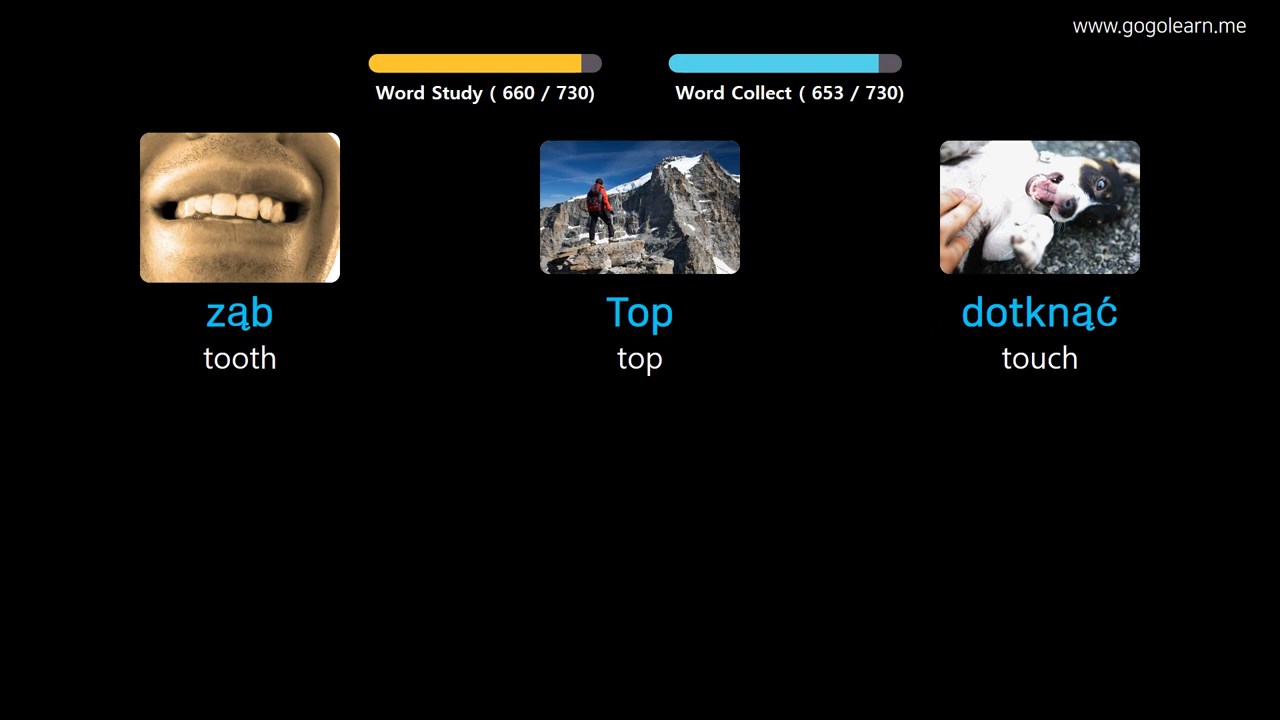 www.gogolearn.me
Word Study ( 660 / 730)
Word Collect ( 653 / 730)
ząb
Top
dotknąć
tooth
top
touch